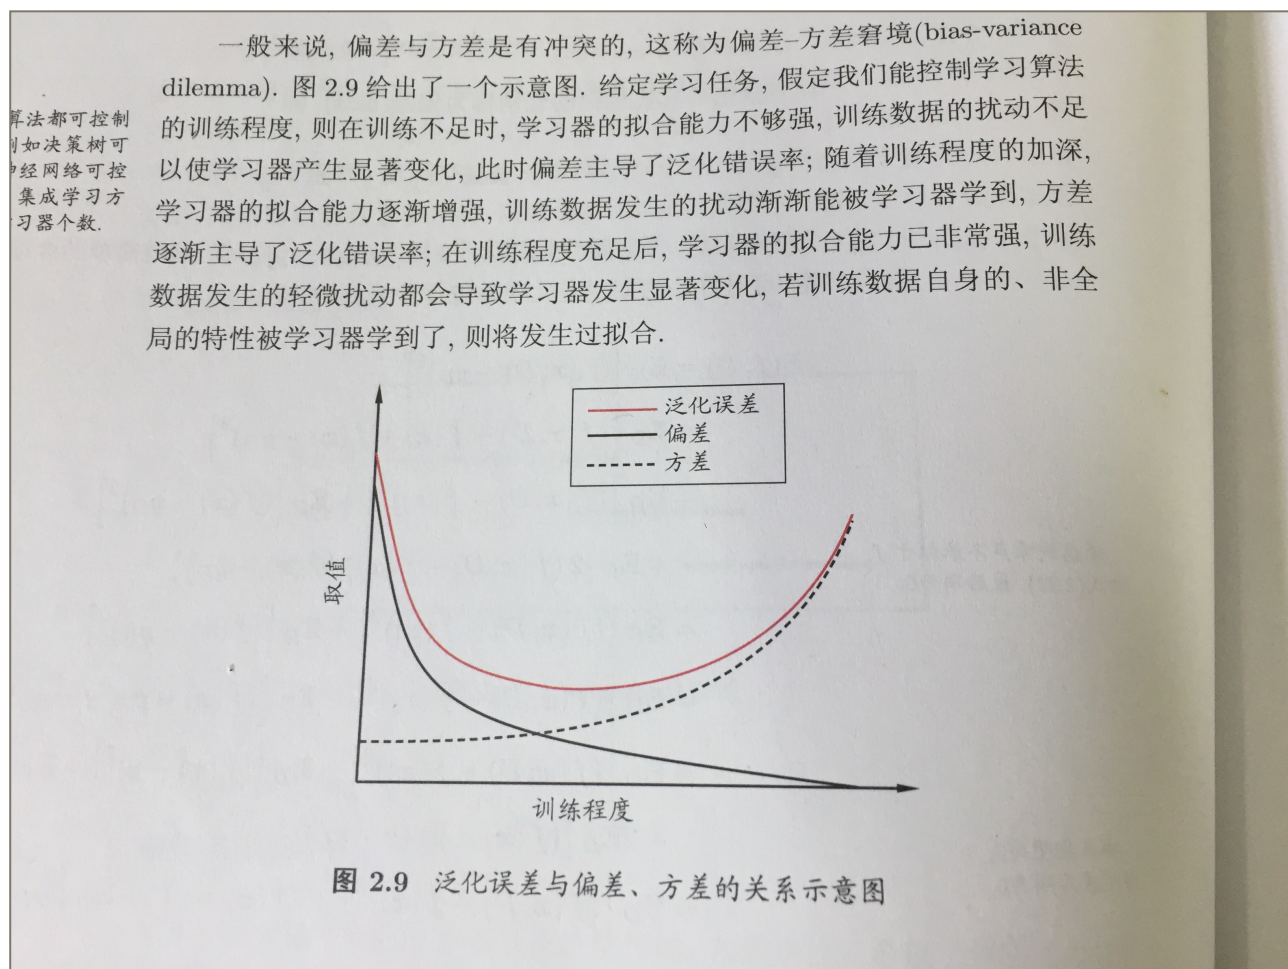 一般来说, 偏差与方差是有冲突的, 这称为偏差–方差窘境(bias-variance
dilemma). 图 2.9 给出了一个示意图. 给定学习任务, 假定我们能控制学习算法
的训练程度, 则在训练不足时, 学习器的拟合能力不够强, 训练数据的扰动不足
以使学习器产生显著变化, 此时偏差主导了泛化错误率; 随着训练程度的加深,
学习器的拟合能力逐渐增强, 训练数据发生的扰动渐渐能被学习器学到, 方差
逐渐主导了泛化错误率; 在训练程度充足后, 学习器的拟合能力已非常强, 训练
数据发生的轻微扰动都会导致学习器发生显著变化, 若训练数据自身的、非全
局的特性被学习器学到了, 则将发生过拟合.
算法都可控制
如决策树可
经网络可控
集成学习方
习器个数.
泛化误差
偏差
方差
取值
训练程度
图 2.9 泛化误差与偏差、方差的关系示意图